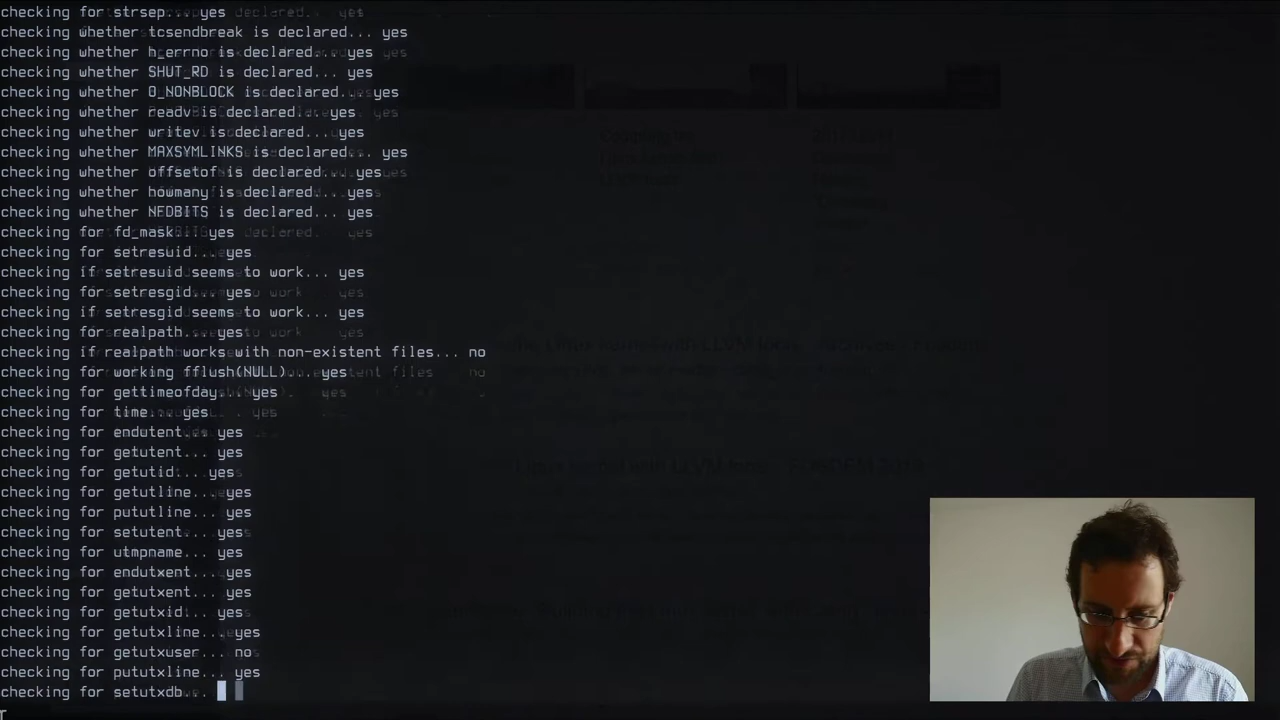 checking for strsep... yes
checking whether tcsendbreak is declared... yes
checking whether h_errno is declared... yes
checking whether SHUT_RD is declared... yes
checking whether O_NONBLOCK is declared... yes
checking whether readv is declared... yes
checking whether writev is declared... yes
checking whether MAXSYMLINKS is declared... yes
checking whether offsetof is declared... yes
checking whether howmany is declared... yes
checking whether NFDBITS is declared... yes
checking for fd_mask... yes
checking for setresuid... yes
checking if setresuid seems to work... yes
checking for setresgid... yes
checking if setresgid seems to work... yes
checking for realpath... yes
checking if realpath works with non-existent files... no
checking for working fflush(NULL)... yes
checking for gettimeofday... yes
checking for time... yes
checking for endutent... yes
checking for getutent... yes
checking for getutid... yes
checking for getutline... yes
checking for pututline... yes
checking for setutent... yes
checking for utmpname... yes
checking for endutxent... yes
checking for getutxent... yes
checking for getutxid... yes
checking for getutxline... yes
checking for getutxuser... no
checking for pututxline... yes
checking for setutxdb...